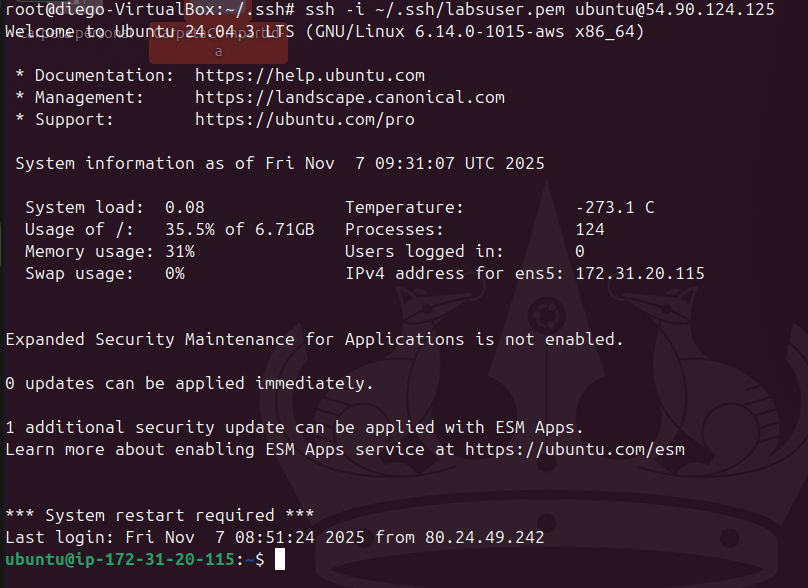 root@diego-VirtualBox:~/.ssh# ssh -i ~/.ssh/labsuser.pem ubuntu@54.90.124.125
Welcome to Ubuntu 24.04.3 LTS (GNU/Linux 6.14.0-1015-aws x86_64)
a
 * Documentation:  https://help.ubuntu.com
 * Management:     https://landscape.canonical.com
 * Support:        https://ubuntu.com/pro
 System information as of Fri Nov  7 09:31:07 UTC 2025
  System load:  0.08              Temperature:           -273.1 C
  Usage of /:   35.5% of 6.71GB   Processes:             124
  Memory usage: 31%               Users logged in:       0
  Swap usage:   0%                IPv4 address for ens5: 172.31.20.115
Expanded Security Maintenance for Applications is not enabled.
0 updates can be applied immediately.
1 additional security update can be applied with ESM Apps.
Learn more about enabling ESM Apps service at https://ubuntu.com/esm
*** System restart required ***
Last login: Fri Nov  7 08:51:24 2025 from 80.24.49.242
ubuntu@ip-172-31-20-115:~$